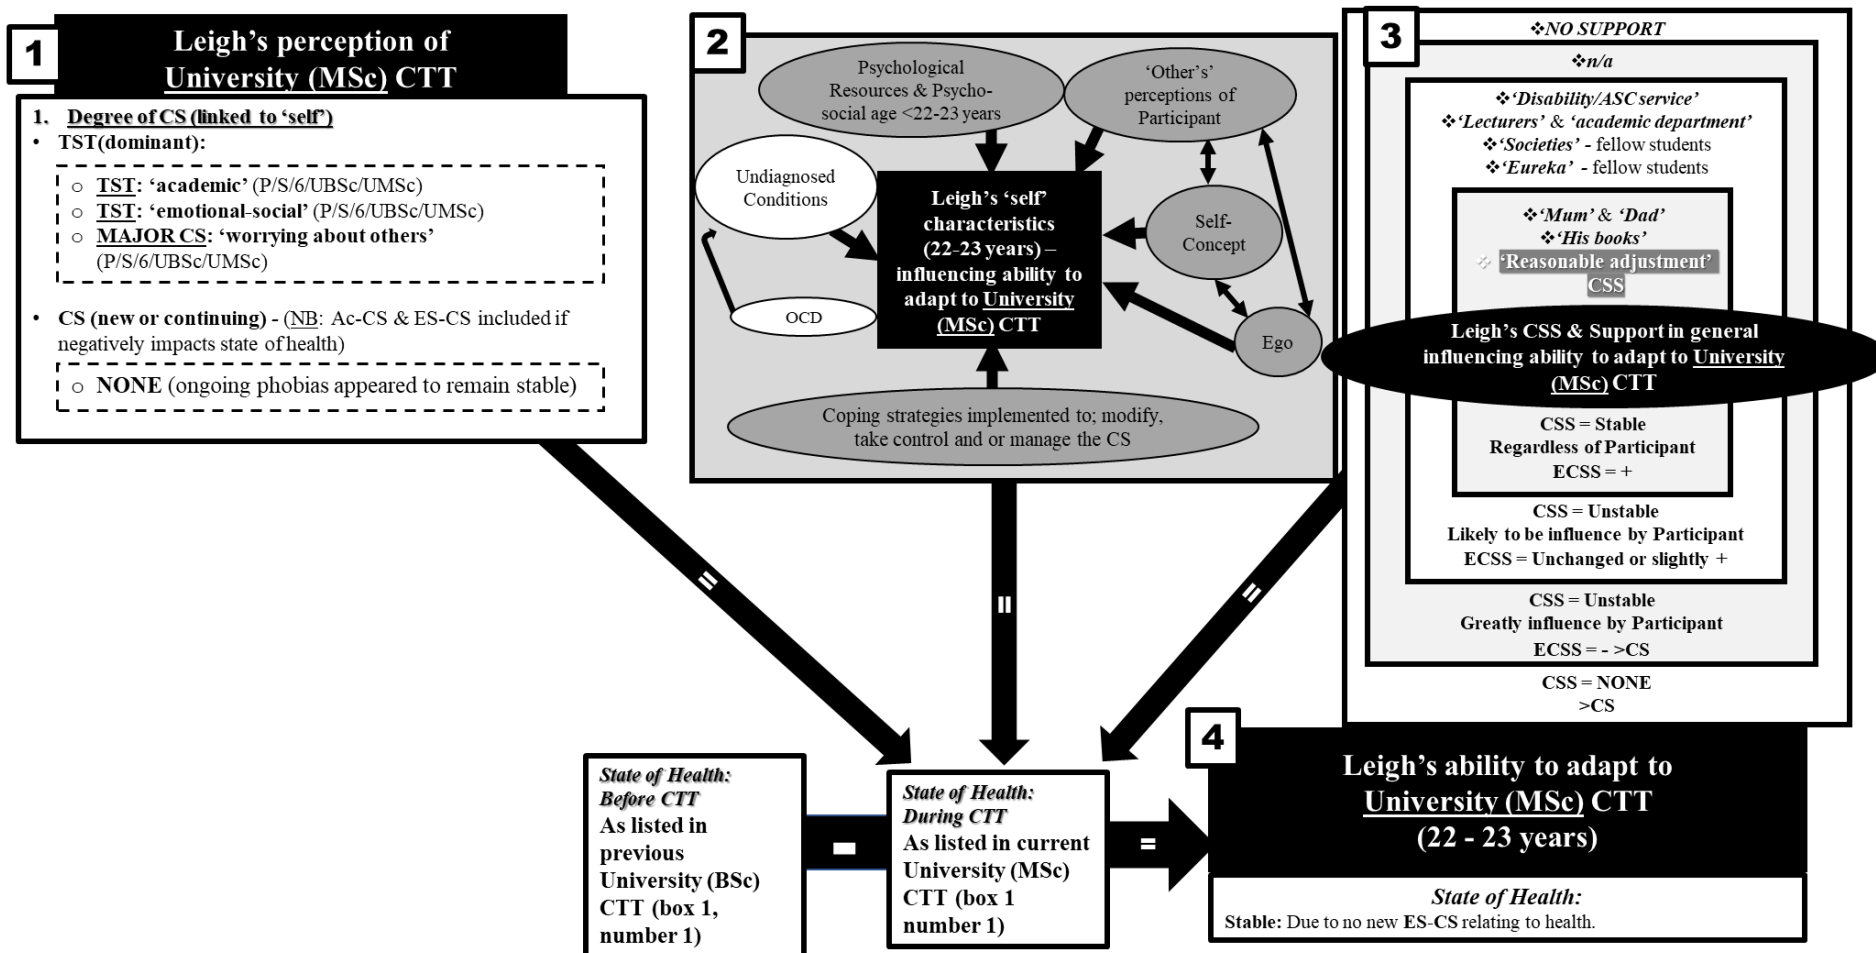 1
Leigh’s perception of
University (MSc) CTT
1. Degree of CS (linked to ‘self’)
• TST(dominant):
o TST: ‘academic’ (P/S/6/UBSc/UMSc)
o TST: ‘emotional-social’ (P/S/6/UBSc/UMSc)
o MAJOR CS: ‘worrying about others’
(P/S/6/UBSc/UMSc)
• CS (new or continuing) - (NB: Ac-CS & ES-CS included if
negatively impacts state of health)
o NONE (ongoing phobias appeared to remain stable)
2
Psychological
Resources & Psycho-
social age <22-23 years
‘Other’s’
perceptions of
Participant
Undiagnosed
Conditions
Leigh’s ‘self’
characteristics
(22-23 years) –
influencing ability to
adapt to University
(MSc) CTT
Self-
Concept
OCD
Ego
Coping strategies implemented to; modify,
take control and or manage the CS
3
❖NO SUPPORT
❖n/a
❖‘Disability/ASC service’
❖‘Lecturers’ & ‘academic department’
❖‘Societies’ - fellow students
❖‘Eureka’ - fellow students
❖‘Mum’ & ‘Dad’
❖‘His books’
❖ ‘Reasonable adjustment’
CSS
Leigh’s CSS & Support in general
influencing ability to adapt to University
(MSc) CTT
CSS = Stable
Regardless of Participant
ECSS = +
CSS = Unstable
Likely to be influence by Participant
ECSS = Unchanged or slightly +
CSS = Unstable
Greatly influence by Participant
ECSS = - >CS
CSS = NONE
>CS
=
=
=
State of Health:
Before CTT
As listed in
previous
University (BSc)
CTT (box 1,
number 1)
-
State of Health:
During CTT
As listed in current
University (MSc)
CTT (box 1
number 1)
=
4
Leigh’s ability to adapt to
University (MSc) CTT
(22 - 23 years)
State of Health:
Stable: Due to no new ES-CS relating to health.